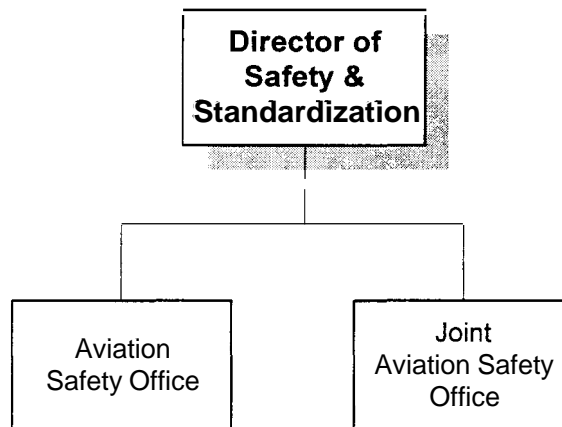 Director of
Safety &
Standardization
Aviation
Safety Office
Joint
Aviation Safety
Office